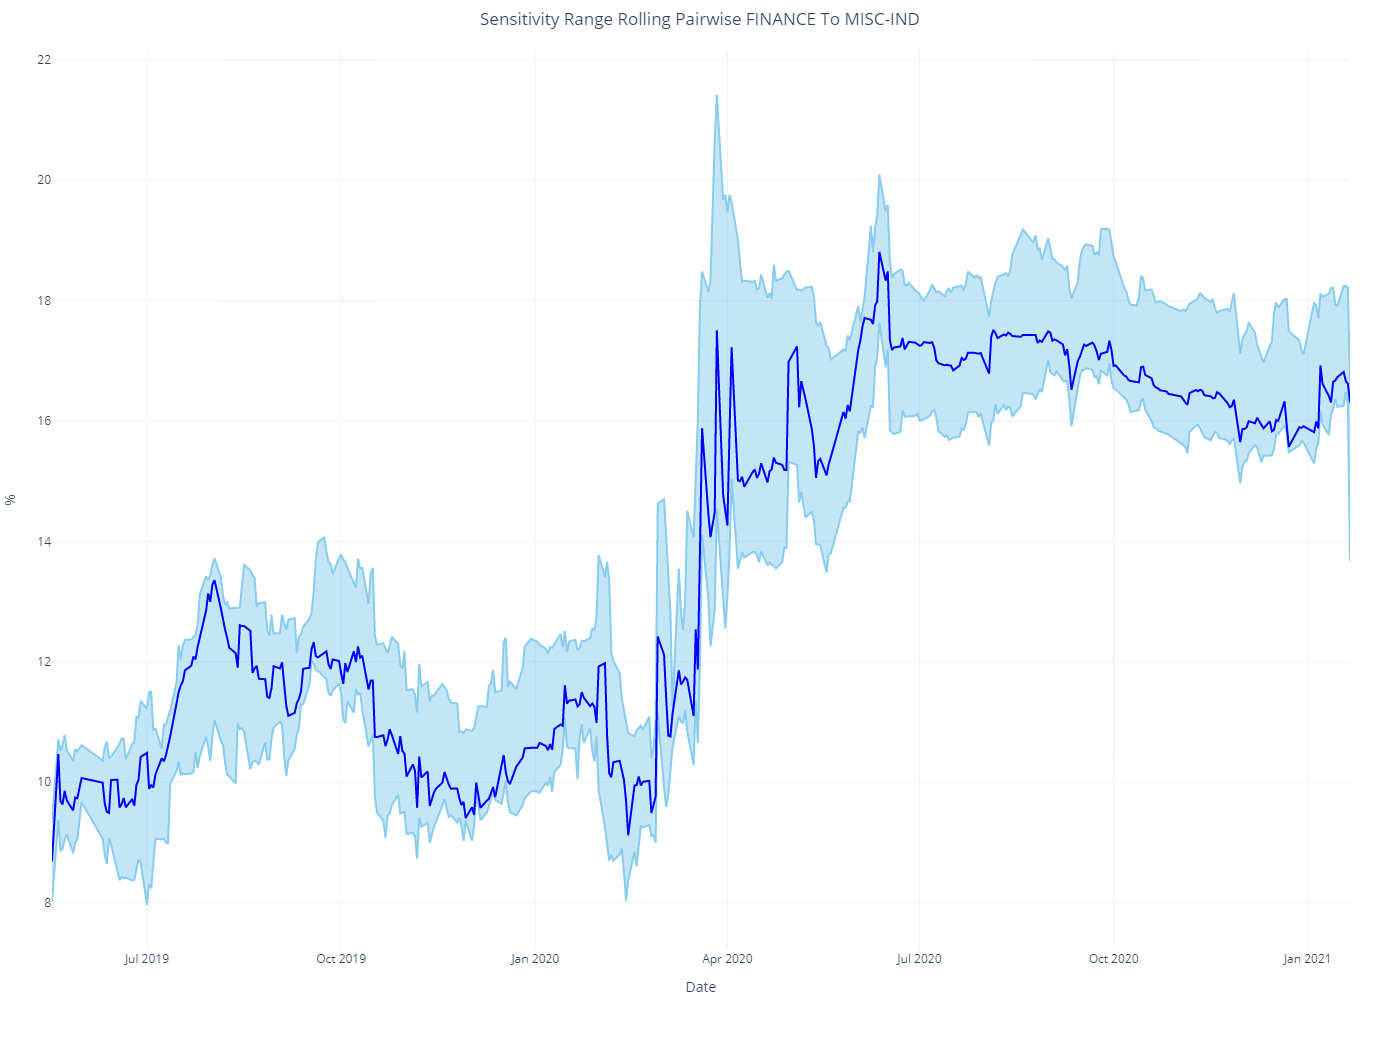 Sensitivity Range Rolling Pairwise FINANCE To MISC-IND
22
20
18
16
14
12
10
8
%
Jul 2019
Oct 2019
Jan 2020
Apr 2020
Jul 2020
Oct 2020
Jan 2021
Date